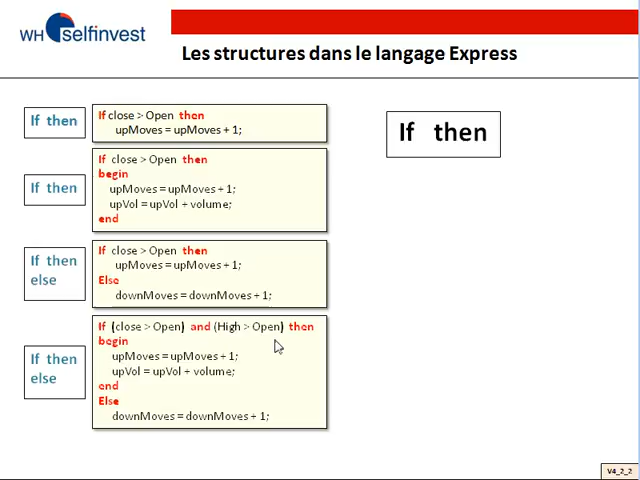 WH selfinvest
Les structures dans le langage Express
If then
If close > Open then
upMoves = upMoves + 1;
If then
If close > Open then
begin
upMoves = upMoves + 1;
upVol = upVol + volume;
end
If then
else
If close > Open then
upMoves = upMoves + 1;
Else
downMoves = downMoves + 1;
If then
else
If (close > Open) and (High > Open) then
begin
upMoves = upMoves + 1;
upVol = upVol + volume;
end
Else
downMoves = downMoves + 1;
If then
V4_2_2